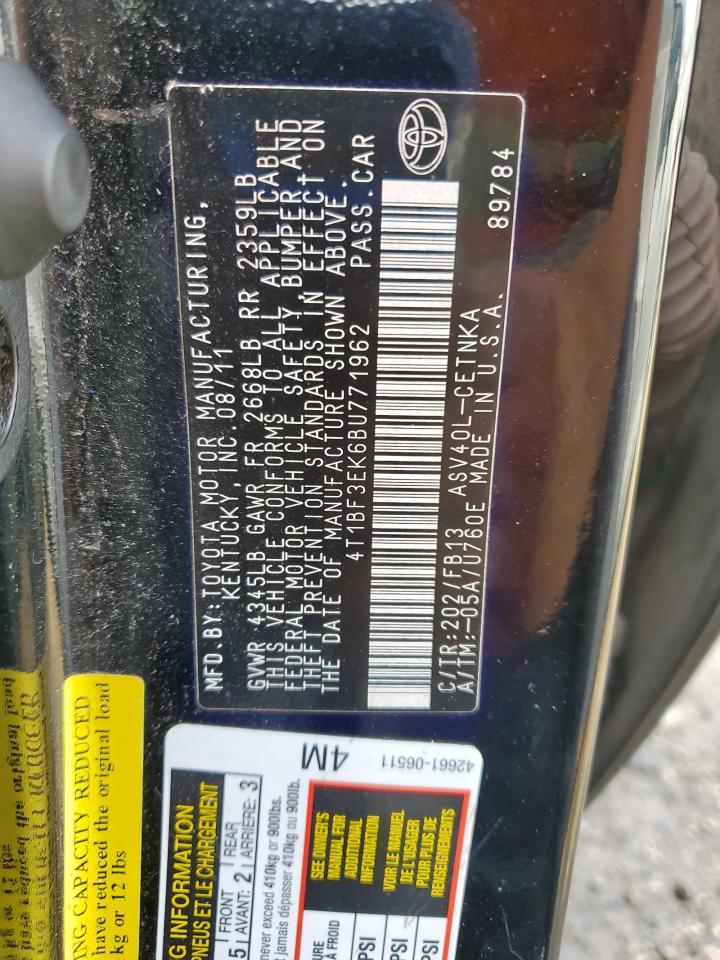 MFD.BY:TOYOTA MOTOR MANUFACTURING,
KENTUCKY, INC. 08/11
GVWR 4345LB GAWR FR 2668LB RR 2359LB
THIS VEHICLE CONFORMS TO ALL APPLICABLE
FEDERAL MOTOR VEHICLE SAFETY, BUMPER, AND
THEFT PREVENTION STANDARDS IN EFFECT ON
THE DATE OF MANUFACTURE SHOWN ABOVE.
4T1BF3EK6BU771962 PASS.CAR
C/TR:202/FB13 ASV40L-CETNKA
A/TM:-05A/U760E MADE IN U.S.A. 89784
NG CAPACITY REDUCED
have reduced the original load
kg or 12 lbs
4M
42661-06511
G INFORMATION
PNEUS ET LE CHARGEMENT
5 FRONT REAR
AVANT: 2 ARRIÈRE: 3
never exceed 410kg or 900lbs.
t jamais dépasser 410kg ou 900lb.
À FROID
PSI
PSI
PSI
SEE OWNER'S
MANUAL FOR
ADDITIONAL
INFORMATION
VOIR LE MANUEL
DE L'USAGER
POUR PLUS DE
RENSEIGNEMENTS